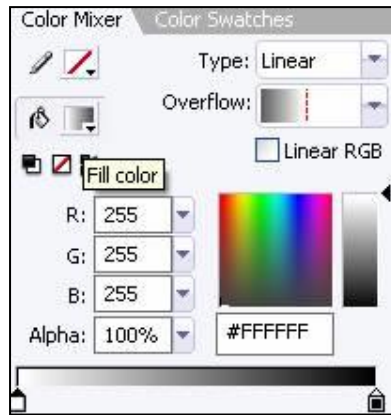 Color Mixer Color Swatches
Type: Linear
Overflow:
Linear RGB
Fill color
R: 255
G: 255
B: 255
Alpha: 100% #FFFFFF